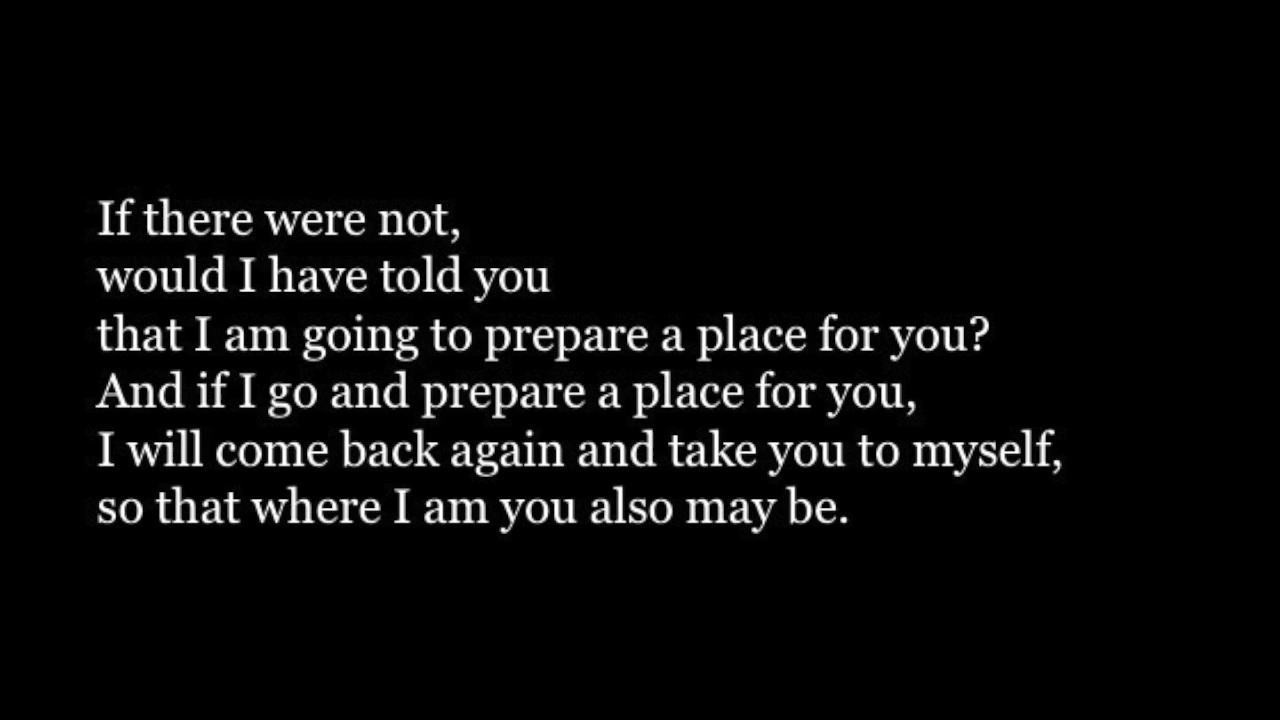 If there were not,
would I have told you
that I am going to prepare a place for you?
And if I go and prepare a place for you,
I will come back again and take you to myself,
so that where I am you also may be.